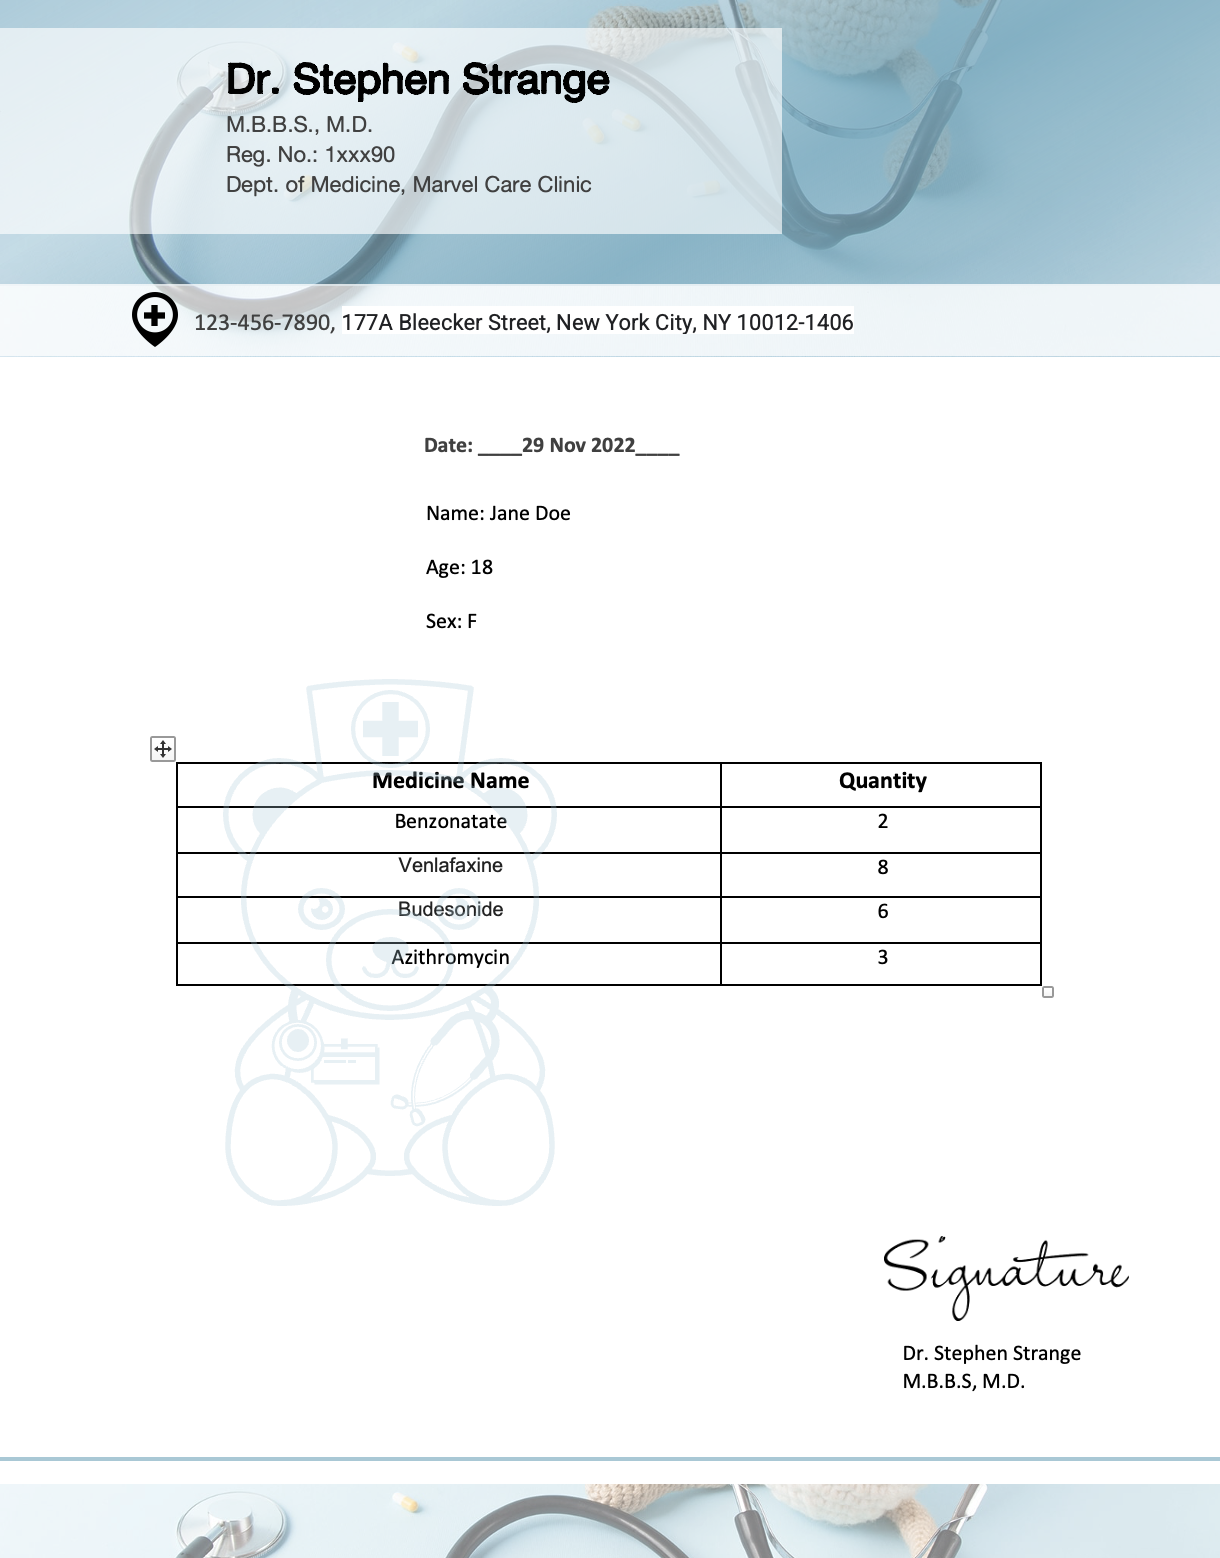 Dr. Stephen Strange
M.B.B.S., M.D.
Reg. No.: 1xxx90
Dept. of Medicine, Marvel Care Clinic
123-456-7890, 177A Bleecker Street, New York City, NY 10012-1406
Date: ____29 Nov 2022____
Name: Jane Doe
Age: 18
Sex: F
Medicine Name Quantity
Benzonatate 2
Venlafaxine 8
Budesonide 6
Azithromycin 3
Signature
Dr. Stephen Strange
M.B.B.S, M.D.